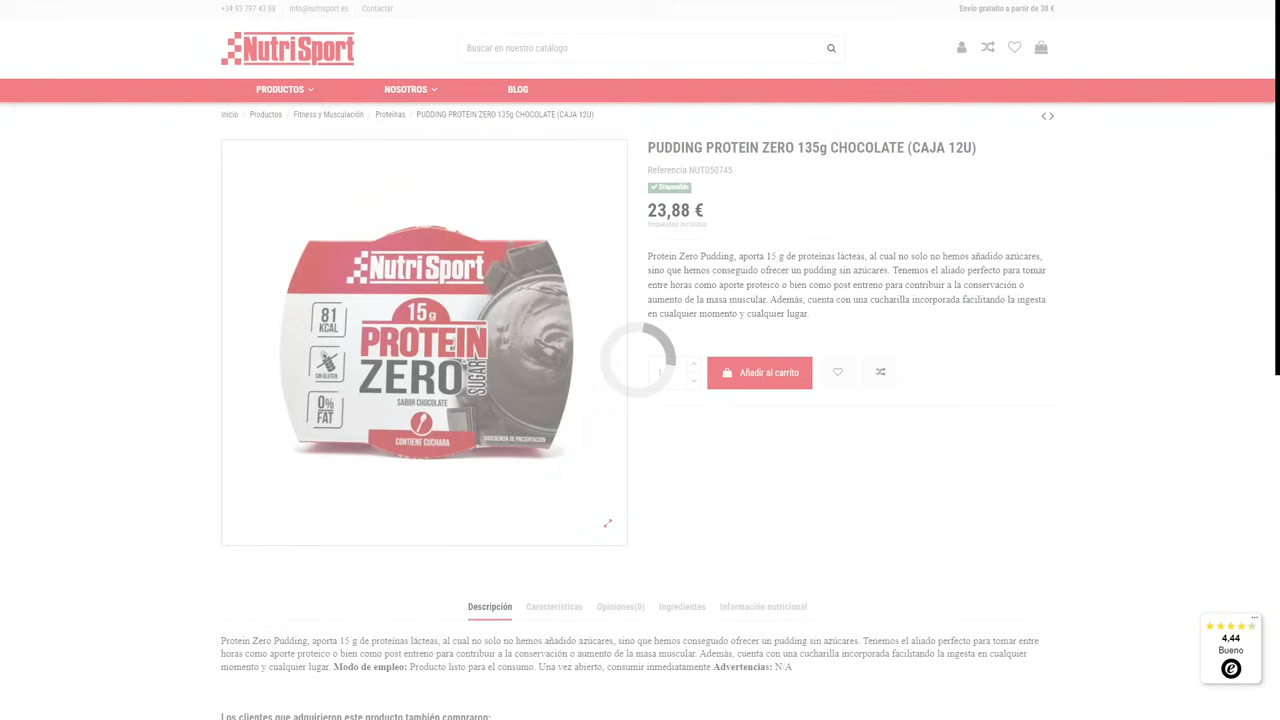 +34 93 797 43 88
info@nutrisport.es
Contactar
Envío gratuito a partir de 30 €
NutriSport
Buscar en nuestro catálogo
PRODUCTOS
NOSOTROS
BLOG
Inicio / Productos / Fitness y Musculación / Proteínas / PUDDING PROTEIN ZERO 135g CHOCOLATE (CAJA 12U)
NutriSport
81
KCAL
SIN GLUTEN
0%
FAT
15g
PROTEIN
ZERO
SUGAR
SABOR CHOCOLATE
CONTIENE CUCHARA
SUGERENCIA DE PRESENTACIÓN
PUDDING PROTEIN ZERO 135g CHOCOLATE (CAJA 12U)
Referencia NUT050745
Disponible
23,88 €
Impuestos incluidos
Protein Zero Pudding, aporta 15 g de proteínas lácteas, al cual no solo no hemos añadido azúcares,
sino que hemos conseguido ofrecer un pudding sin azúcares. Tenemos el aliado perfecto para tomar
entre horas como aporte proteico o bien como post entreno para contribuir a la conservación o
aumento de la masa muscular. Además, cuenta con una cucharilla incorporada facilitando la ingesta
en cualquier momento y cualquier lugar.
1
Añadir al carrito
Descripción
Características
Opiniones(0)
Ingredientes
Información nutricional
Protein Zero Pudding, aporta 15 g de proteínas lácteas, al cual no solo no hemos añadido azúcares, sino que hemos conseguido ofrecer un pudding sin azúcares. Tenemos el aliado perfecto para tomar entre
horas como aporte proteico o bien como post entreno para contribuir a la conservación o aumento de la masa muscular. Además, cuenta con una cucharilla incorporada facilitando la ingesta en cualquier
momento y cualquier lugar. Modo de empleo: Producto listo para el consumo. Una vez abierto, consumir inmediatamente Advertencias: N/A
4,44
Bueno
e
Los clientes que adquirieron este producto también compraron: